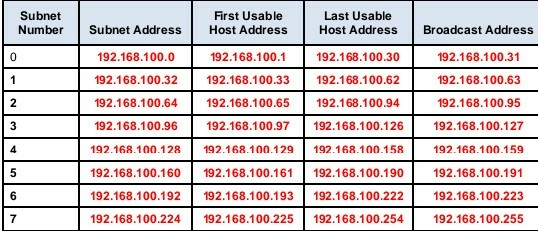 Subnet Number Subnet Address First Usable Host Address Last Usable Host Address Broadcast Address
0 192.168.100.0 192.168.100.1 192.168.100.30 192.168.100.31
1 192.168.100.32 192.168.100.33 192.168.100.62 192.168.100.63
2 192.168.100.64 192.168.100.65 192.168.100.94 192.168.100.95
3 192.168.100.96 192.168.100.97 192.168.100.126 192.168.100.127
4 192.168.100.128 192.168.100.129 192.168.100.158 192.168.100.159
5 192.168.100.160 192.168.100.161 192.168.100.190 192.168.100.191
6 192.168.100.192 192.168.100.193 192.168.100.222 192.168.100.223
7 192.168.100.224 192.168.100.225 192.168.100.254 192.168.100.255